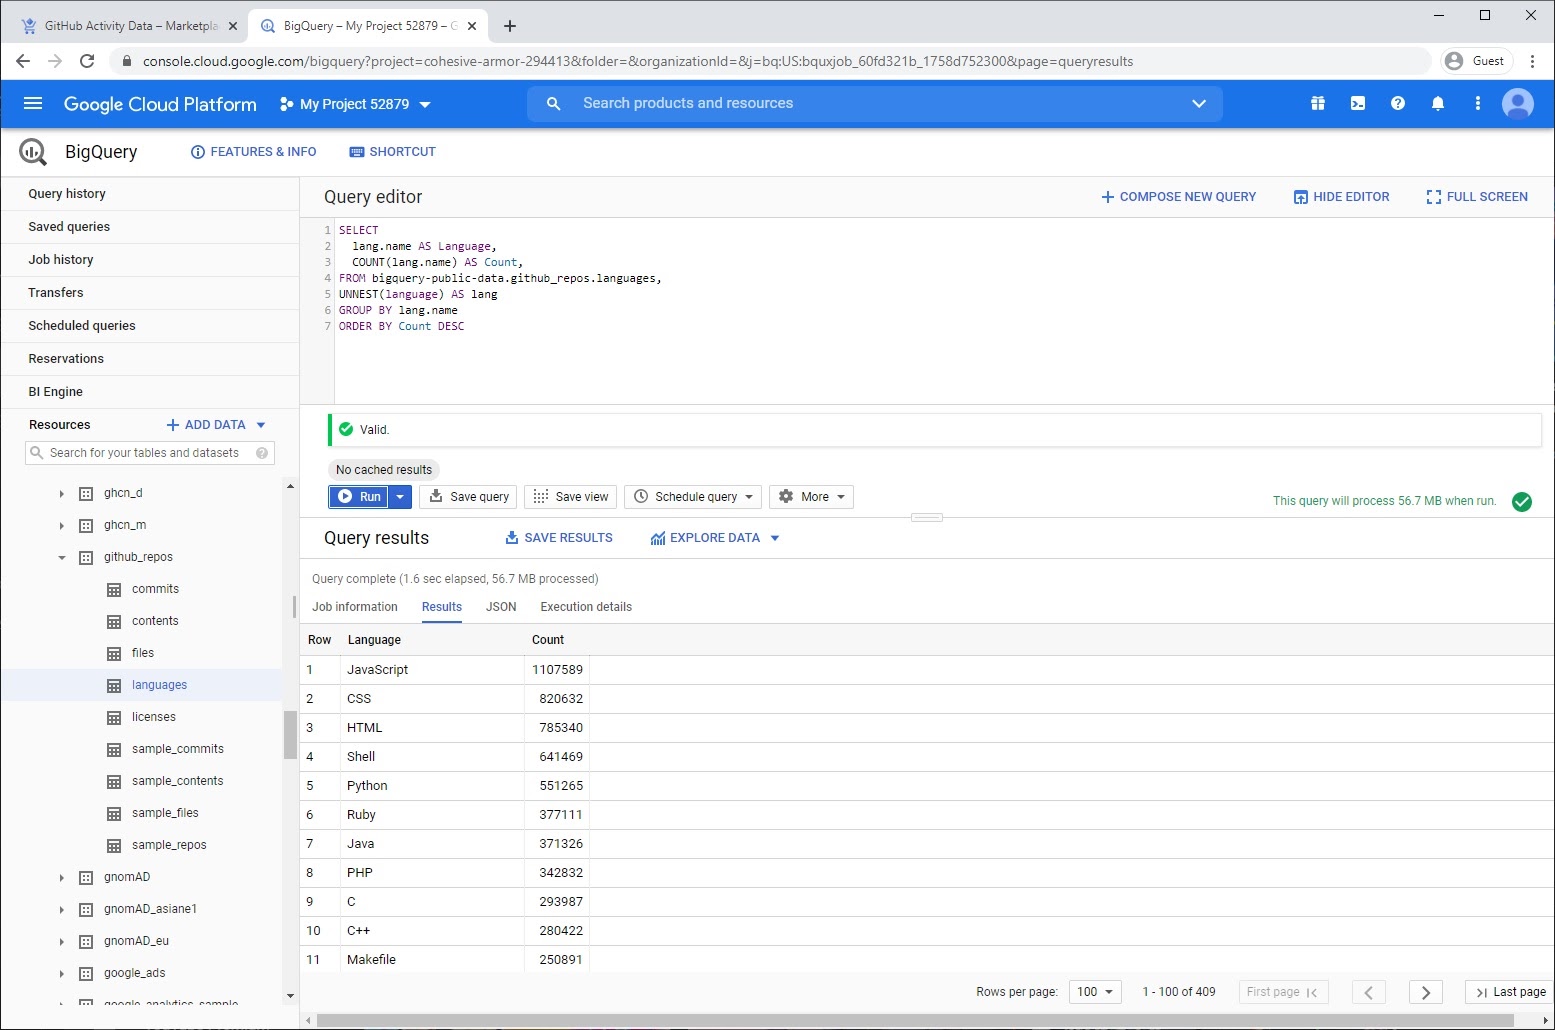 GitHub Activity Data – Marketpla
BigQuery – My Project 52879 – G
console.cloud.google.com/bigquery?project=cohesive-armor-294413&folder=&organizationId=&j=bq:US:bquxjob_60fd321b_1758d752300&page=queryresults
Guest
Google Cloud Platform
My Project 52879
Search products and resources
BigQuery
FEATURES & INFO
SHORTCUT
Query history
Saved queries
Job history
Transfers
Scheduled queries
Reservations
BI Engine
Resources
ADD DATA
Search for your tables and datasets
ghcn_d
ghcn_m
github_repos
commits
contents
files
languages
licenses
sample_commits
sample_contents
sample_files
sample_repos
gnomAD
gnomAD_asiane1
gnomAD_eu
google_ads
google_analytics_sample
Query editor
COMPOSE NEW QUERY
HIDE EDITOR
FULL SCREEN
1 SELECT
2 lang.name AS Language,
3 COUNT(lang.name) AS Count,
4 FROM bigquery-public-data.github_repos.languages,
5 UNNEST(language) AS lang
6 GROUP BY lang.name
7 ORDER BY Count DESC
Valid.
No cached results
Run
Save query
Save view
Schedule query
More
This query will process 56.7 MB when run.
Query results
SAVE RESULTS
EXPLORE DATA
Query complete (1.6 sec elapsed, 56.7 MB processed)
Job information
Results
JSON
Execution details
Row Language Count
1 JavaScript 1107589
2 CSS 820632
3 HTML 785340
4 Shell 641469
5 Python 551265
6 Ruby 377111
7 Java 371326
8 PHP 342832
9 C 293987
10 C++ 280422
11 Makefile 250891
Rows per page: 100 1 - 100 of 409 First page Last page